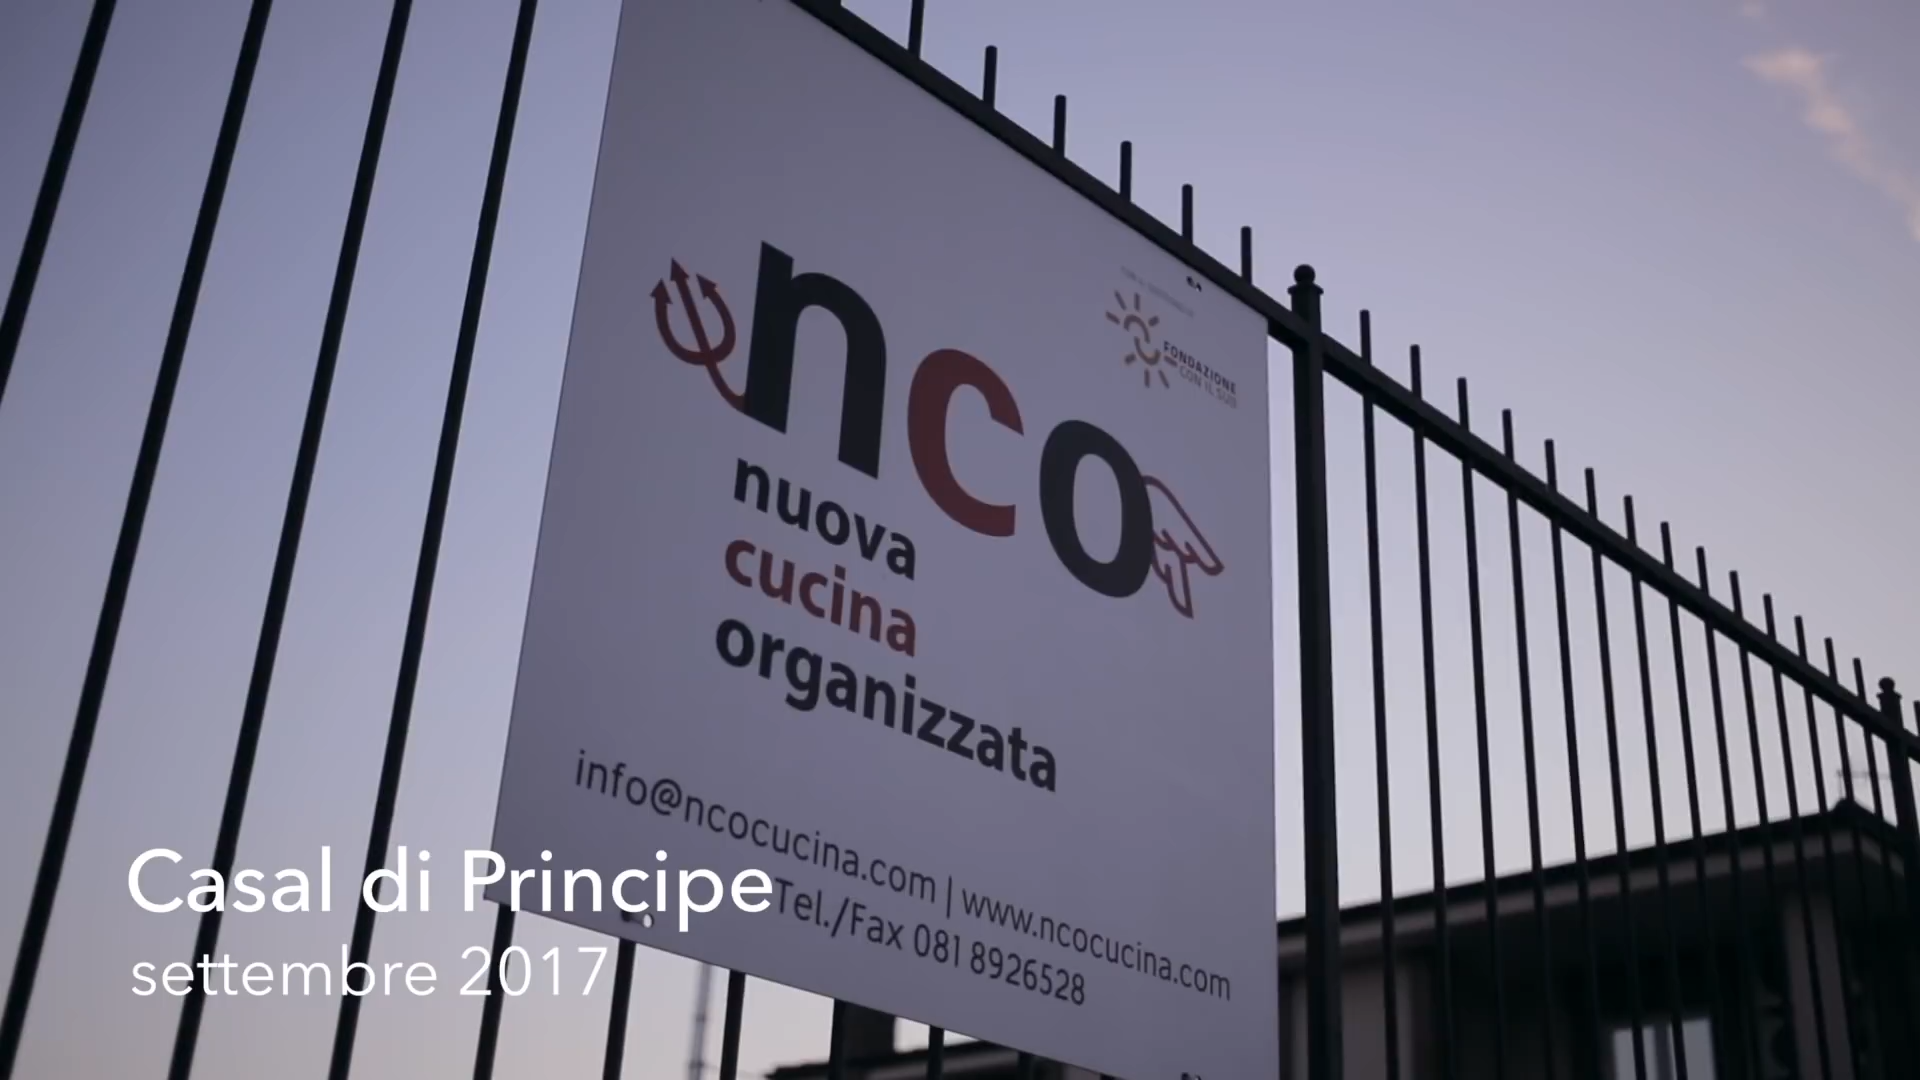 nco
FONDAZIONE
CON IL SUD
nuova
cucina
organizzata
info@ncocucina.com | www.ncocucina.com
Tel./Fax 081 8926528
Casal di Principe
settembre 2017